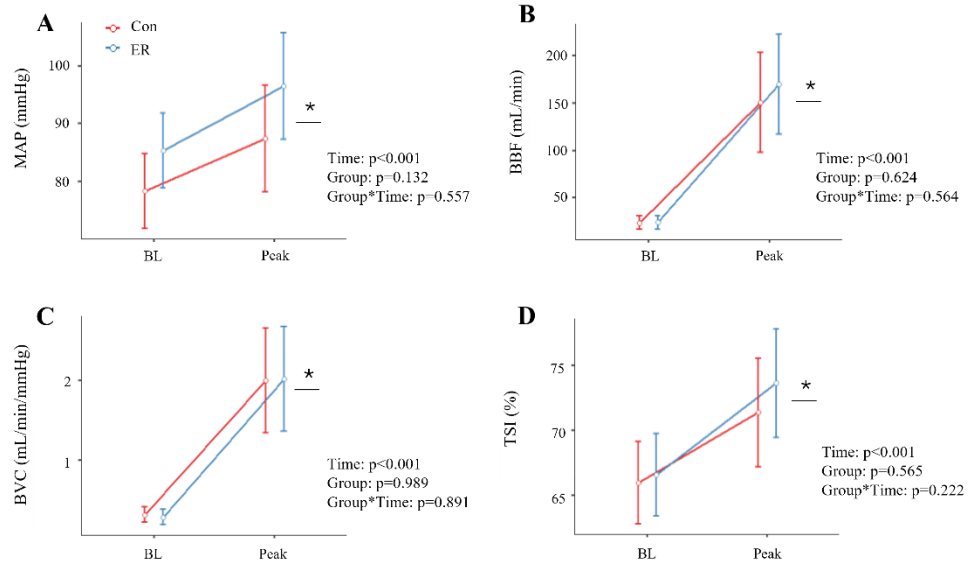 A
Con
ER
MAP (mmHg)
100
90
80
*
Time: p<0.001
Group: p=0.132
Group*Time: p=0.557
BL
Peak
B
BBF (mL/min)
200
150
100
50
*
Time: p<0.001
Group: p=0.624
Group*Time: p=0.564
BL
Peak
C
BVC (mL/min/mmHg)
2
1
*
Time: p<0.001
Group: p=0.989
Group*Time: p=0.891
BL
Peak
D
TSI (%)
75
70
65
*
Time: p<0.001
Group: p=0.565
Group*Time: p=0.222
BL
Peak